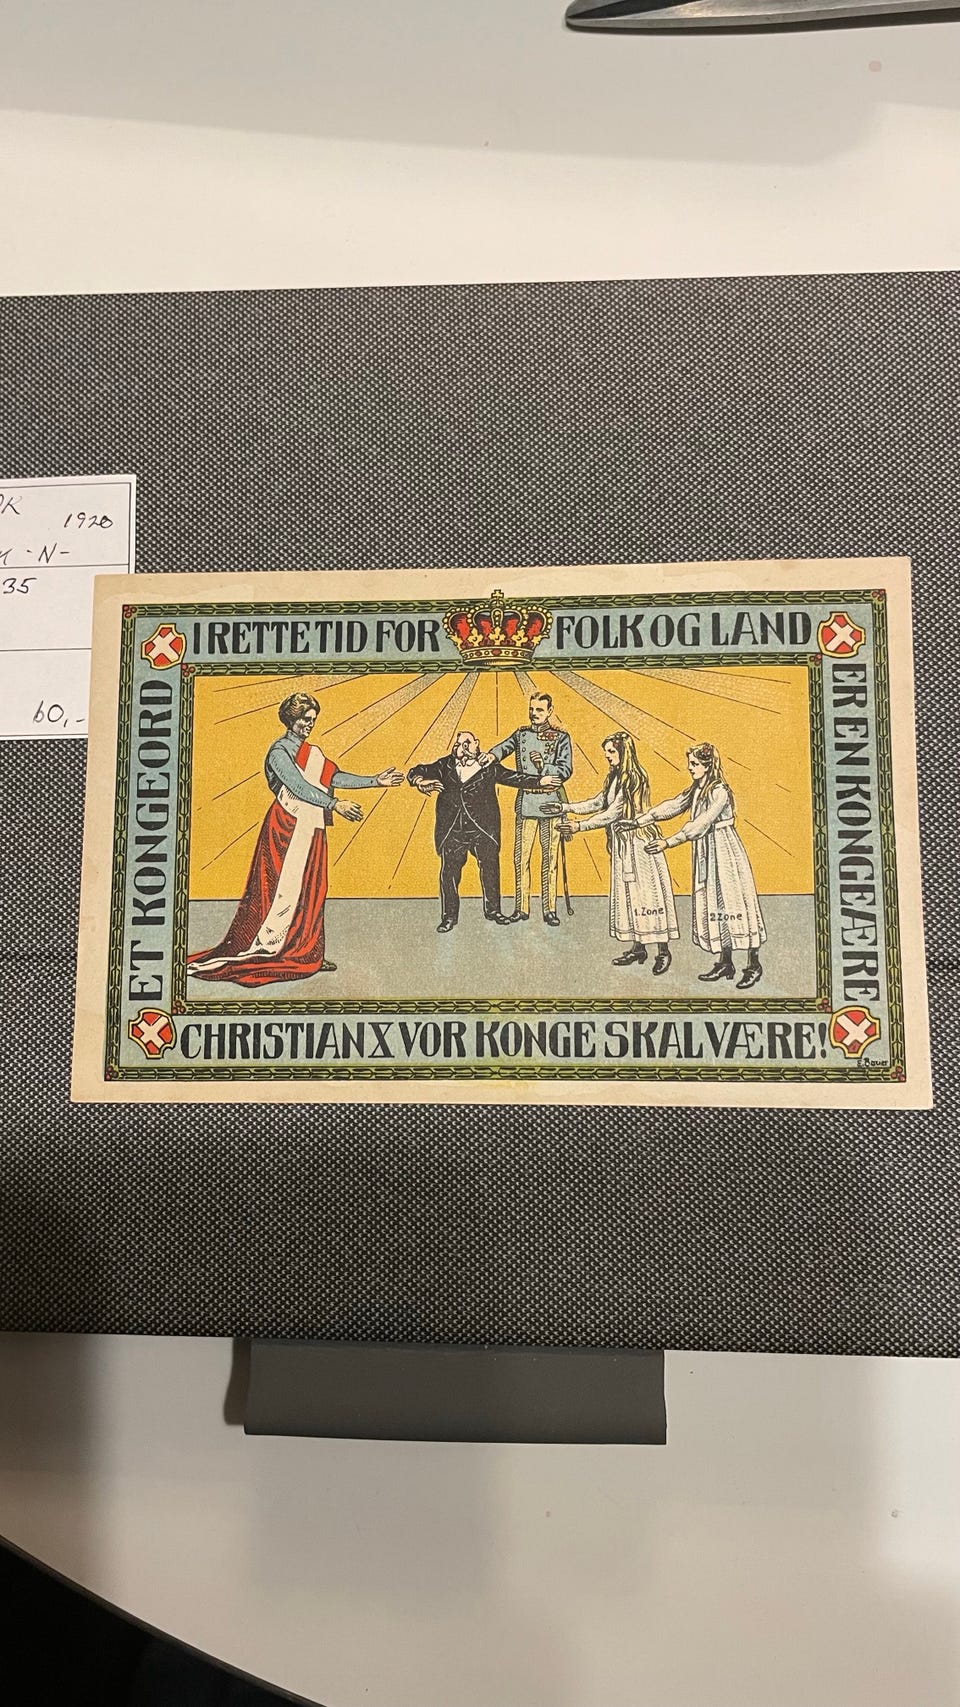 1920
-N-
35
60,-
ET KONGEORD
I RETTE TID FOR FOLK OG LAND
ER EN KONGEÆRE
1. Zone
2 Zone
CHRISTIAN X VOR KONGE SKAL VÆRE!
E. Bauer